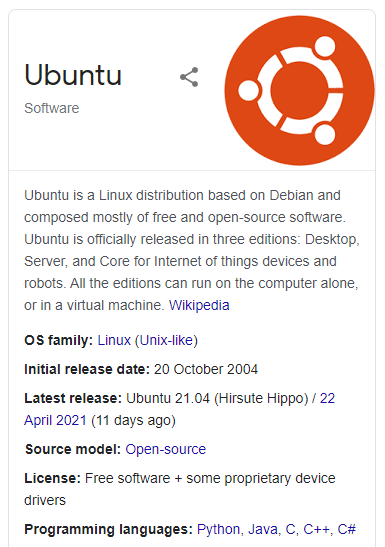 Ubuntu
Software
Ubuntu is a Linux distribution based on Debian and
composed mostly of free and open-source software.
Ubuntu is officially released in three editions: Desktop,
Server, and Core for Internet of things devices and
robots. All the editions can run on the computer alone,
or in a virtual machine. Wikipedia
OS family: Linux (Unix-like)
Initial release date: 20 October 2004
Latest release: Ubuntu 21.04 (Hirsute Hippo) / 22
April 2021 (11 days ago)
Source model: Open-source
License: Free software + some proprietary device
drivers
Programming languages: Python, Java, C, C++, C#